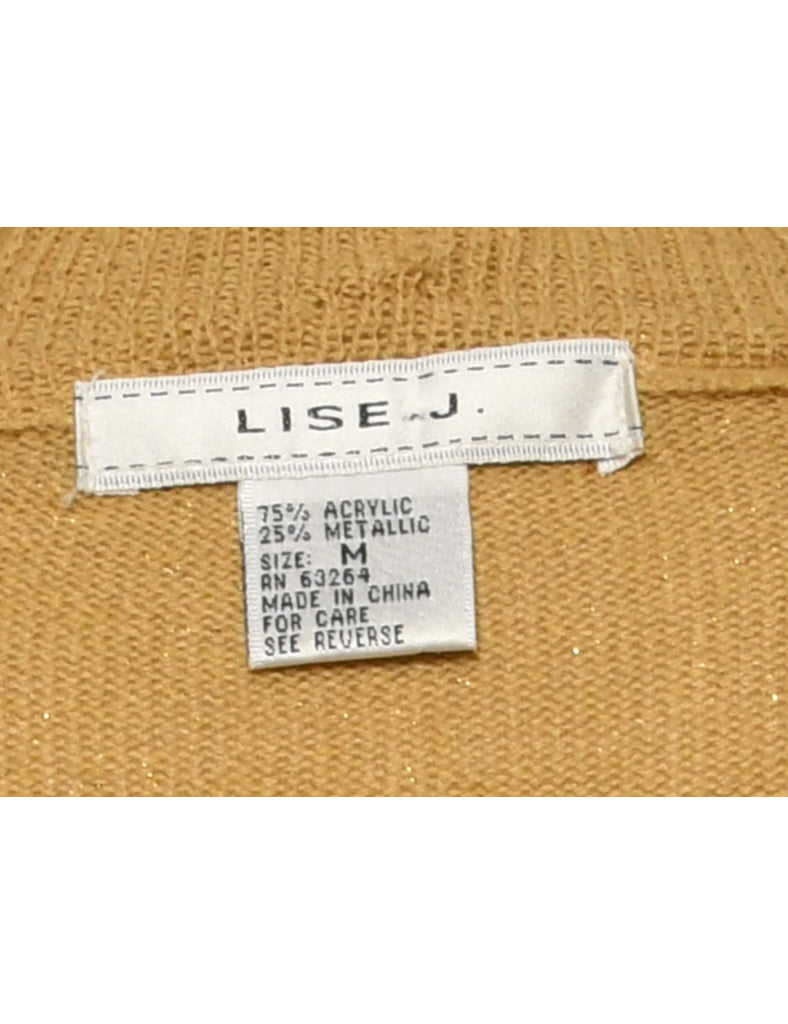 LISE J.
75% ACRYLIC
25% METALLIC
SIZE: M
RN 63264
MADE IN CHINA
FOR CARE
SEE REVERSE